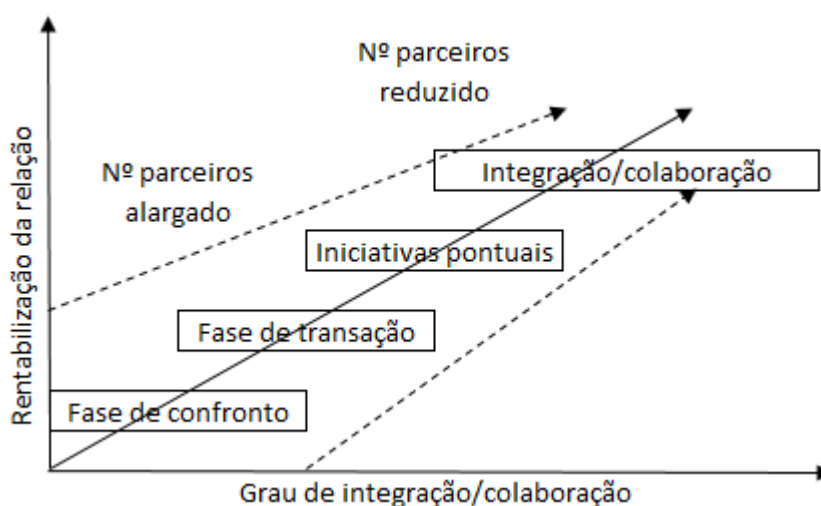 Nº parceiros
reduzido
Nº parceiros
alargado
Integração/colaboração
Iniciativas pontuais
Fase de transação
Fase de confronto
Rentabilização da relação
Grau de integração/colaboração